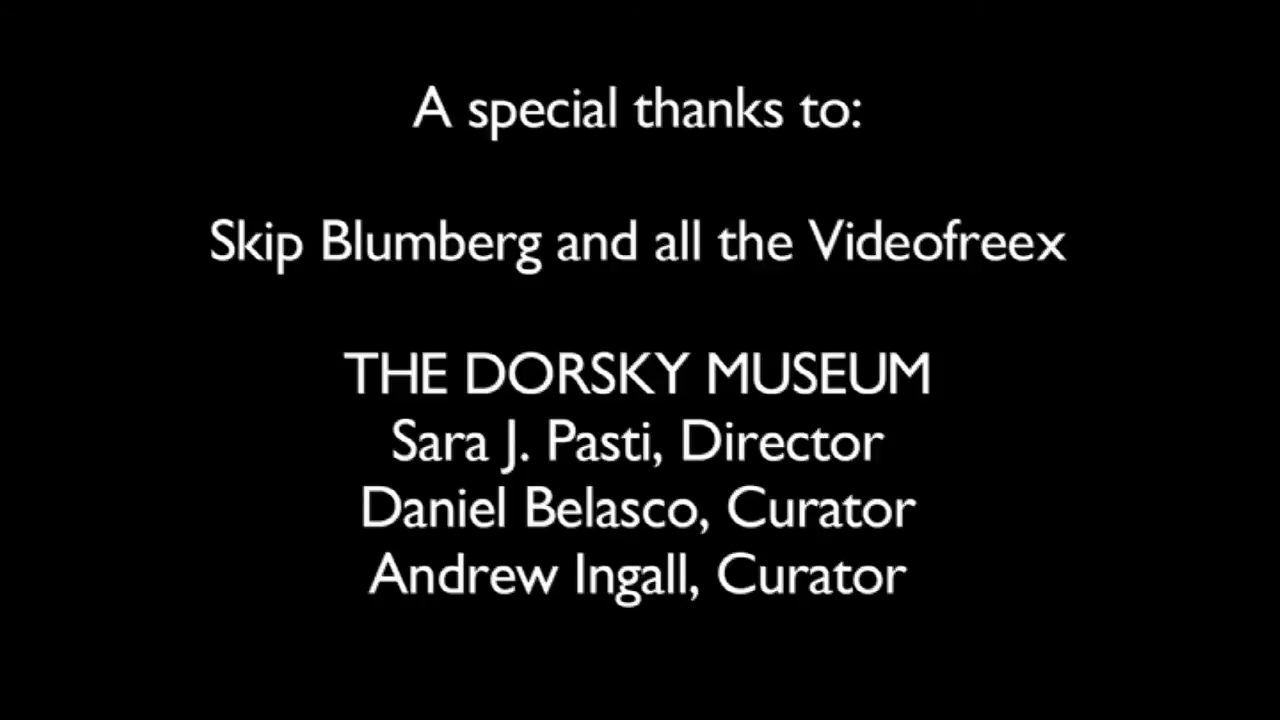 A special thanks to:
Skip Blumberg and all the Videofreex
THE DORSKY MUSEUM
Sara J. Pasti, Director
Daniel Belasco, Curator
Andrew Ingall, Curator